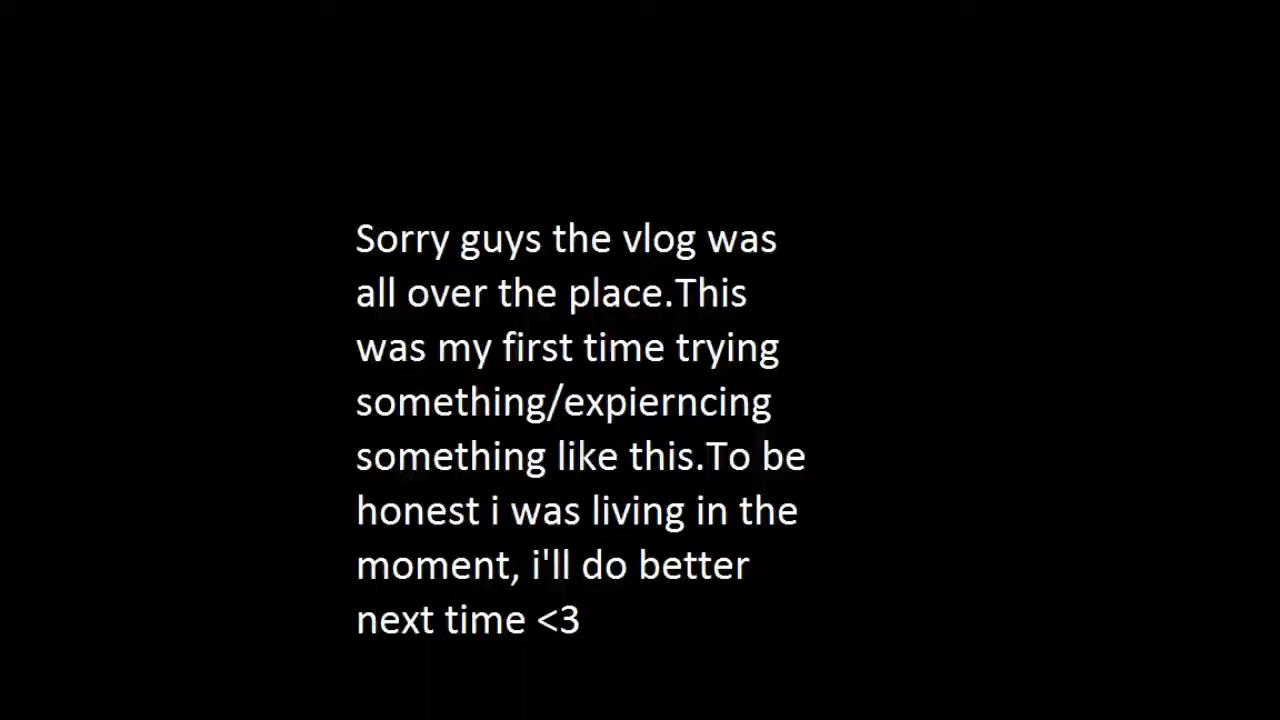 Sorry guys the vlog was
all over the place.This
was my first time trying
something/expierncing
something like this.To be
honest i was living in the
moment, i'll do better
next time <3